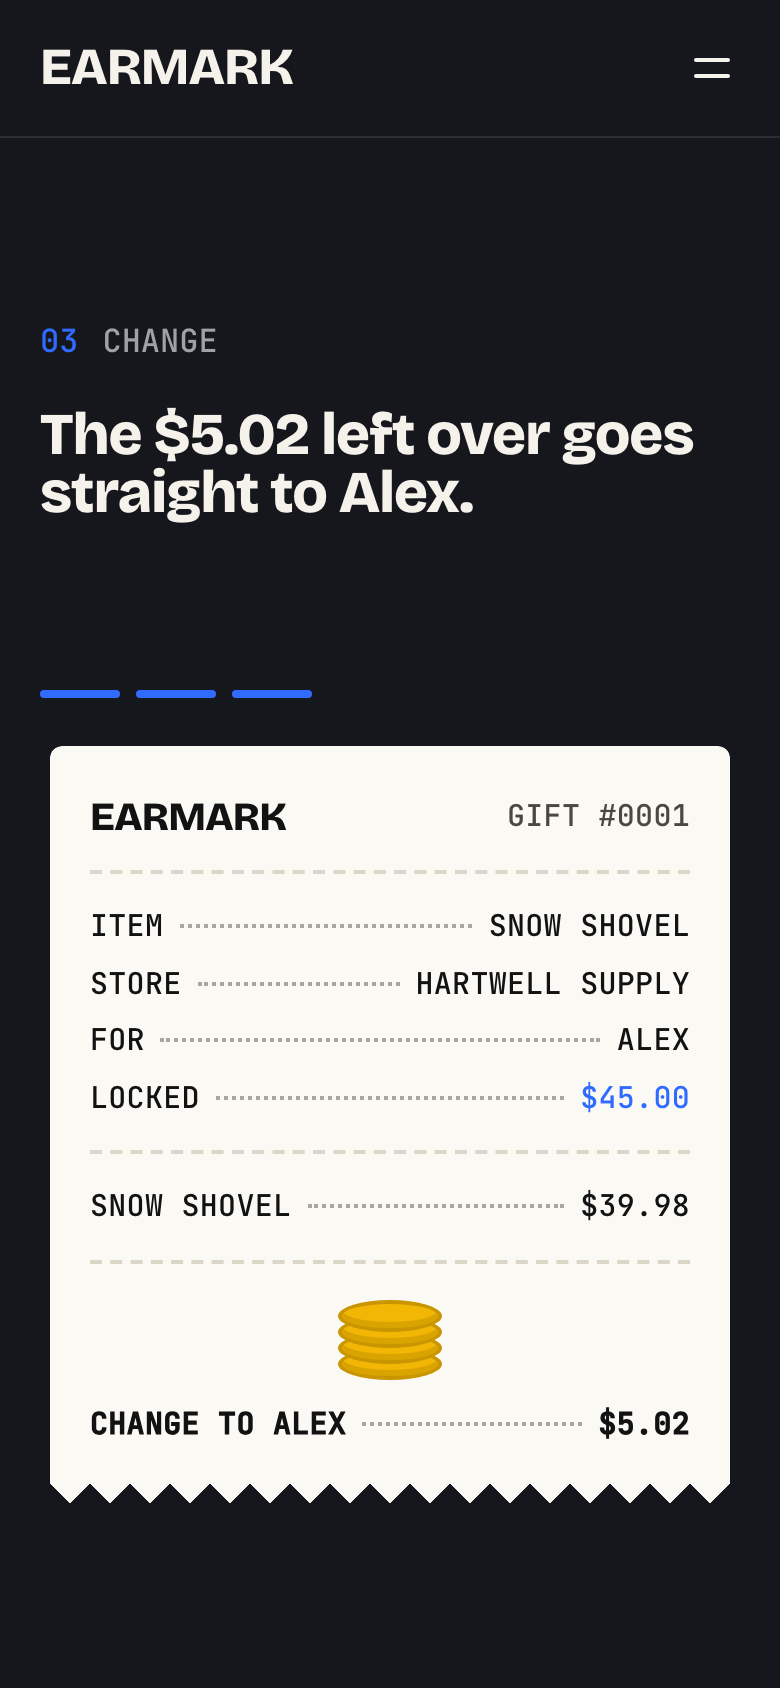 EARMARK
03 CHANGE
The $5.02 left over goes
straight to Alex.
EARMARK GIFT #0001
ITEM SNOW SHOVEL
STORE HARTWELL SUPPLY
FOR ALEX
LOCKED $45.00
SNOW SHOVEL $39.98
CHANGE TO ALEX $5.02